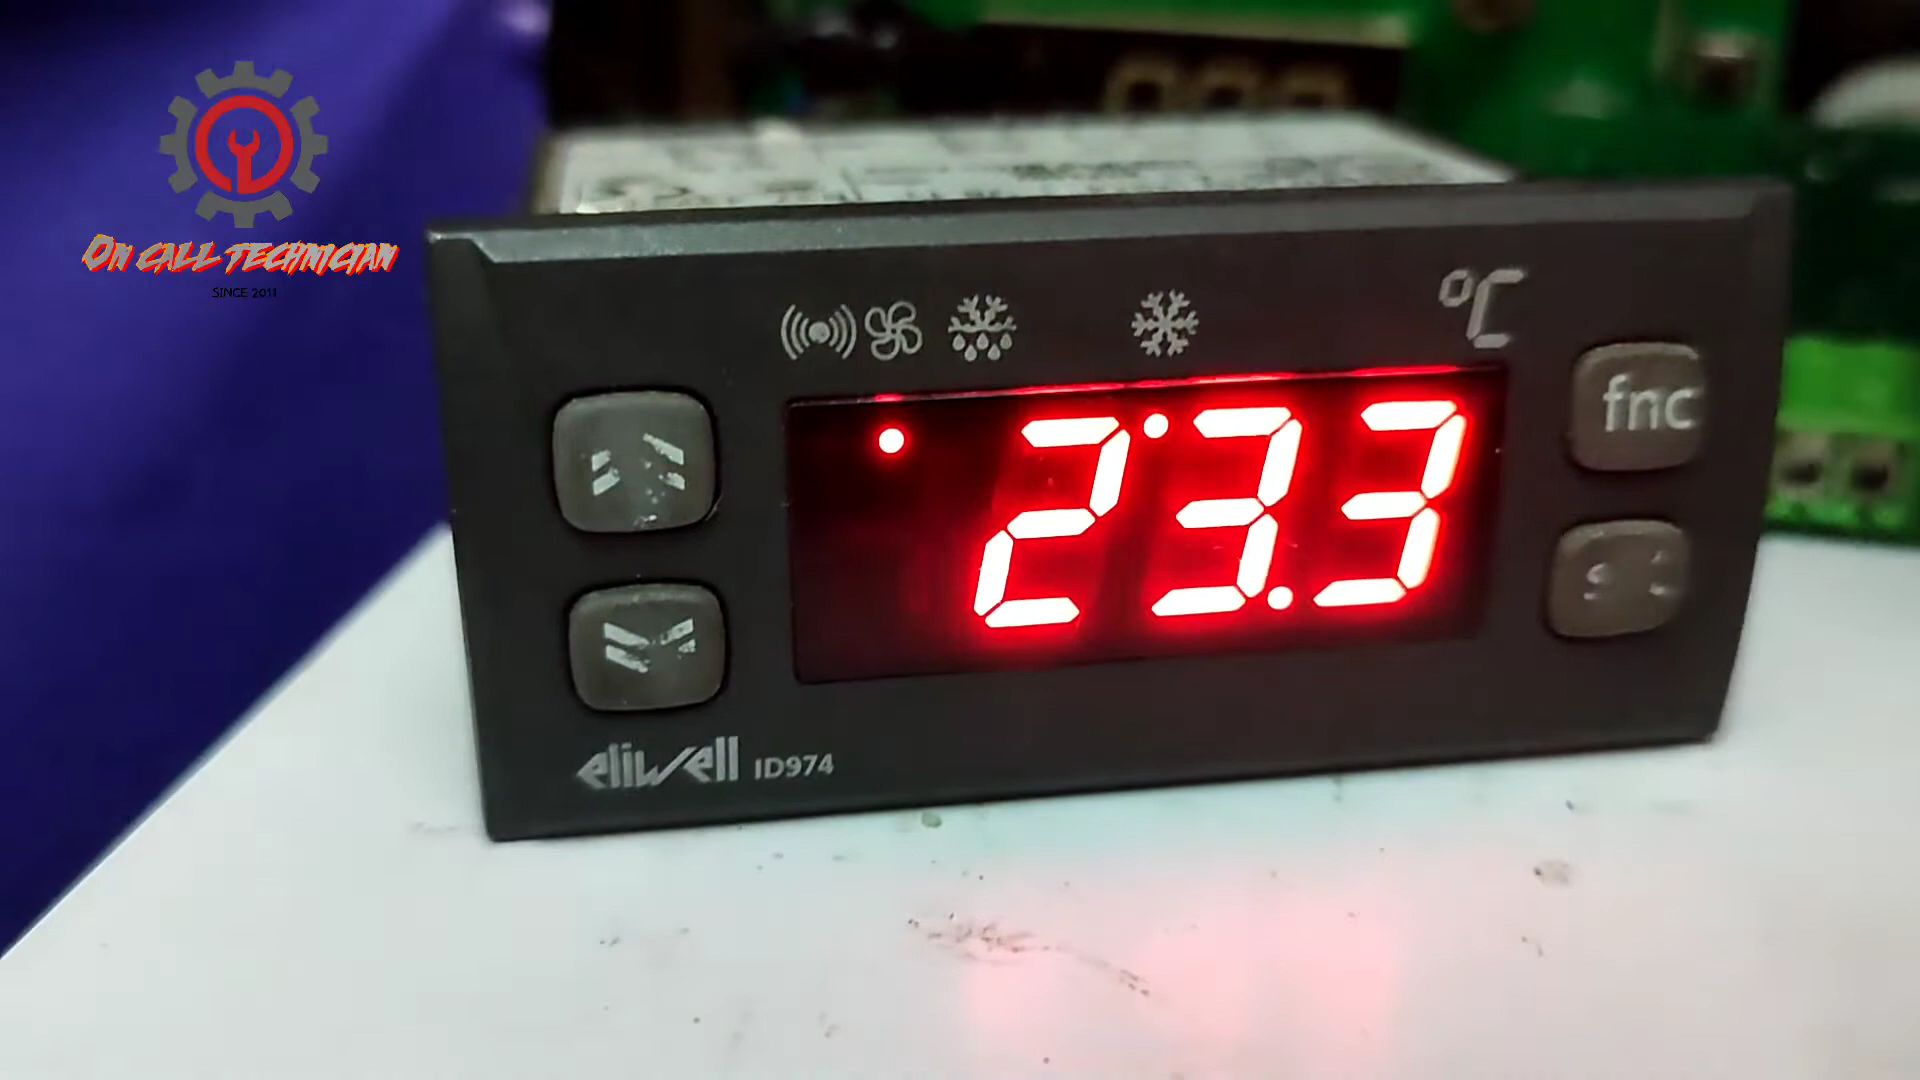 On call technician
SINCE 2011
°C
23.3
fnc
eliwell ID974